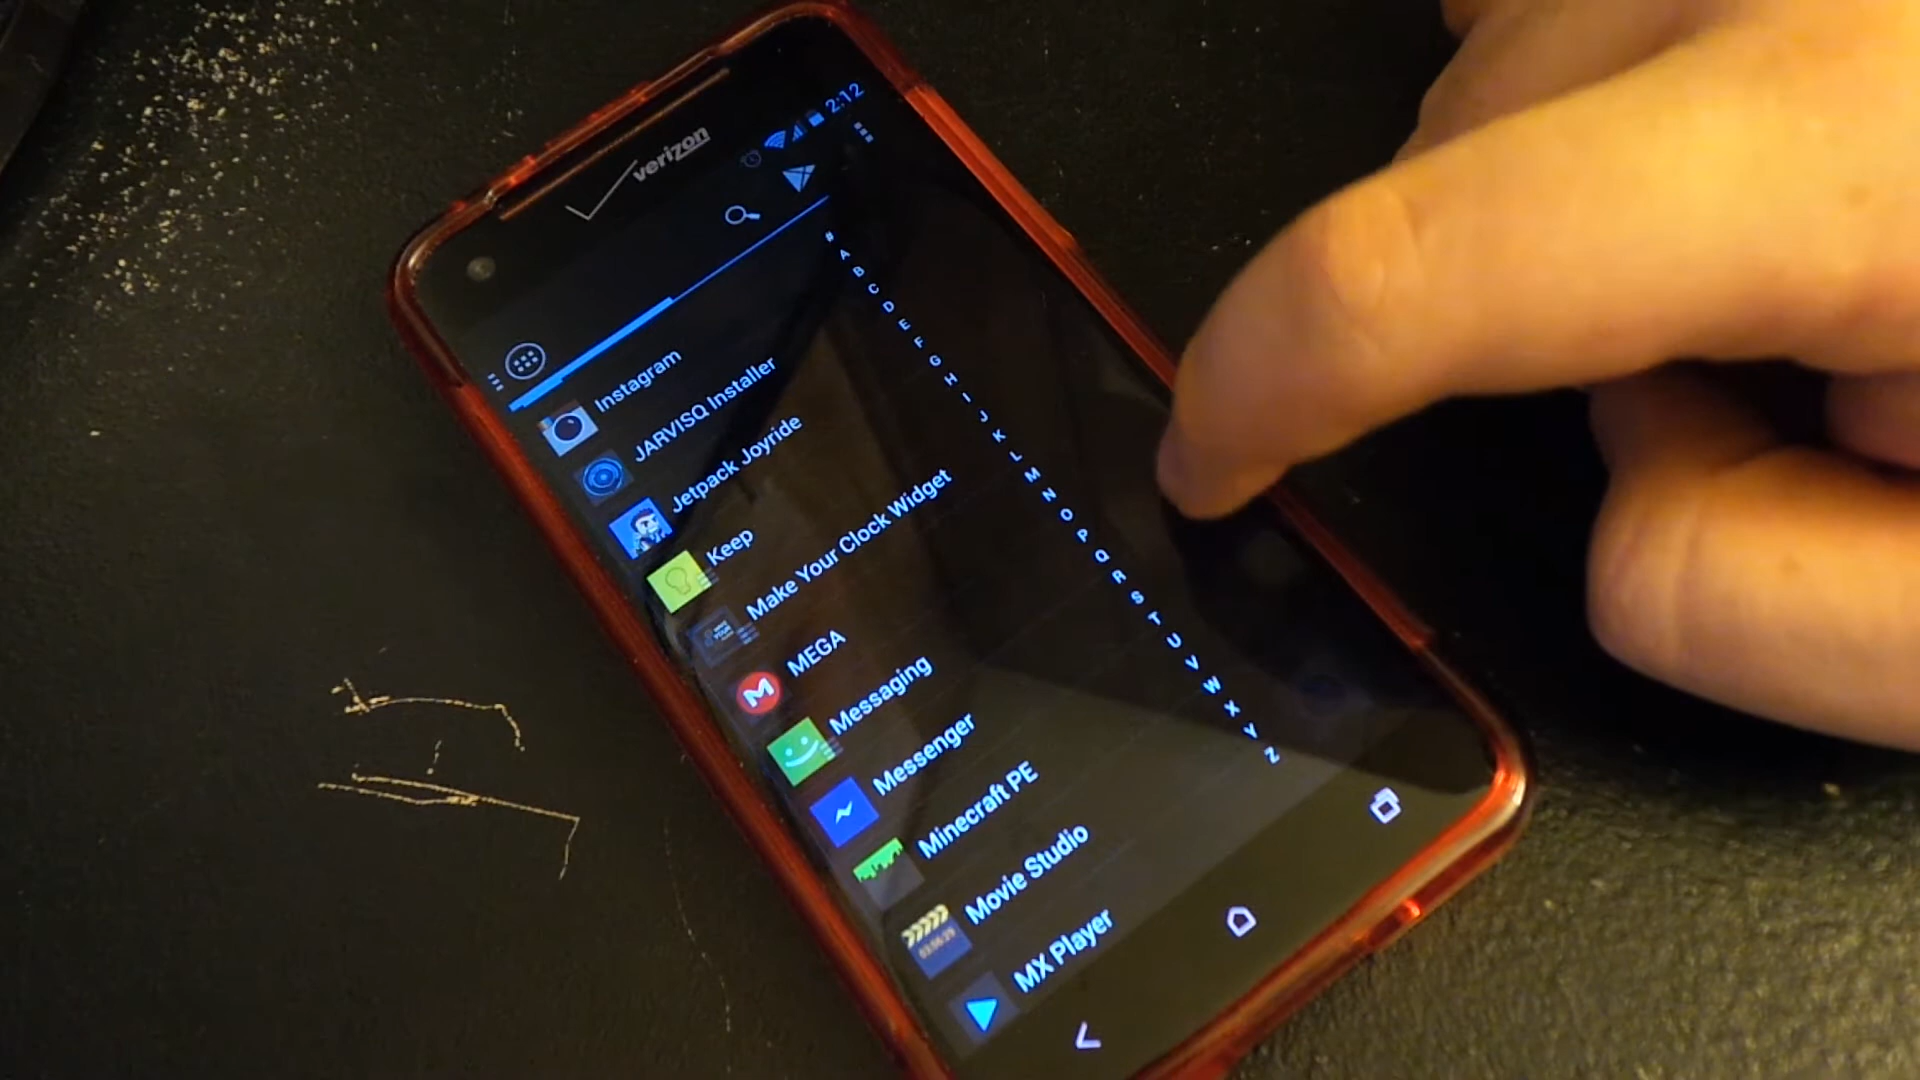 verizon
2:12
Instagram
JARVISQ Installer
Jetpack Joyride
Keep
Make Your Clock Widget
MEGA
Messaging
Messenger
Minecraft PE
Movie Studio
MX Player
#
A
B
C
D
E
F
G
H
I
J
K
L
M
N
O
P
Q
R
S
T
U
V
W
X
Y
Z